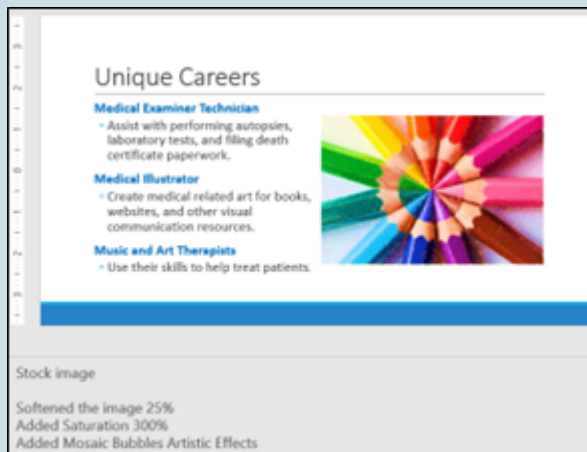 Unique Careers
Medical Examiner Technician
• Assist with performing autopsies,
laboratory tests, and filing death
certificate paperwork.
Medical Illustrator
• Create medical related art for books,
websites, and other visual
communication resources.
Music and Art Therapists
• Use their skills to help treat patients.
Stock image
Softened the image 25%
Added Saturation 300%
Added Mosaic Bubbles Artistic Effects